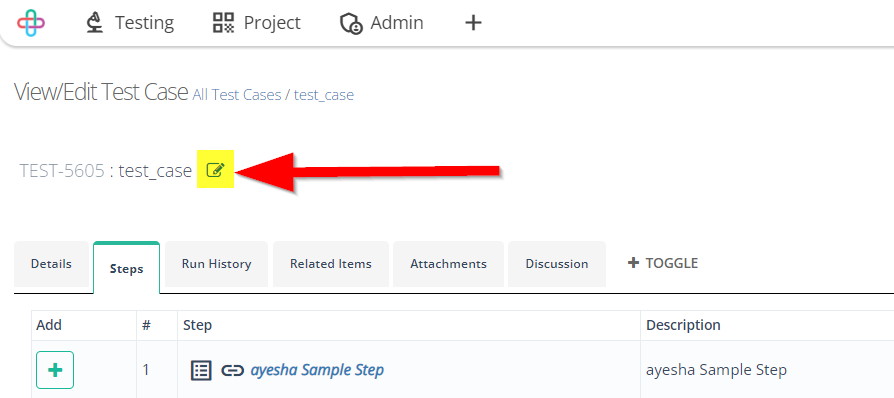 Testing Project Admin +
View/Edit Test Case All Test Cases / test_case
TEST-5605 : test_case
Details Steps Run History Related Items Attachments Discussion + TOGGLE
Add # Step Description
+ 1 ayesha Sample Step ayesha Sample Step